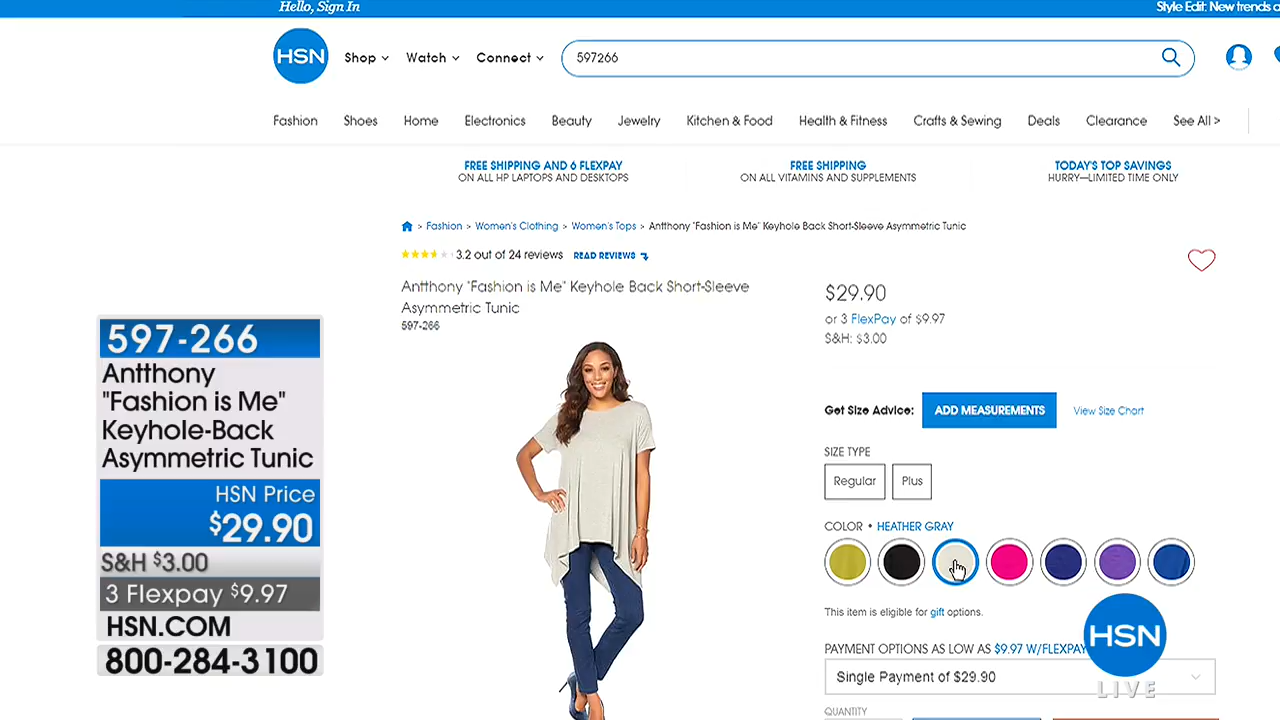 Hello, Sign In
Style Edit: New trends
HSN
Shop
Watch
Connect
597266
Fashion
Shoes
Home
Electronics
Beauty
Jewelry
Kitchen & Food
Health & Fitness
Crafts & Sewing
Deals
Clearance
See All >
FREE SHIPPING AND 6 FLEXPAY
ON ALL HP LAPTOPS AND DESKTOPS
FREE SHIPPING
ON ALL VITAMINS AND SUPPLEMENTS
TODAY'S TOP SAVINGS
HURRY—LIMITED TIME ONLY
> Fashion > Women's Clothing > Women's Tops > Antthony "Fashion is Me" Keyhole Back Short-Sleeve Asymmetric Tunic
3.2 out of 24 reviews READ REVIEWS
Antthony "Fashion is Me" Keyhole Back Short-Sleeve
Asymmetric Tunic
597-266
$29.90
or 3 FlexPay of $9.97
S&H: $3.00
Get Size Advice: ADD MEASUREMENTS View Size Chart
SIZE TYPE
Regular
Plus
COLOR • HEATHER GRAY
This item is eligible for gift options.
PAYMENT OPTIONS AS LOW AS $9.97 W/FLEXPAY
Single Payment of $29.90
QUANTITY
597-266
Antthony
"Fashion is Me"
Keyhole-Back
Asymmetric Tunic
HSN Price
$29.90
S&H $3.00
3 Flexpay $9.97
HSN.COM
800-284-3100
HSN
LIVE